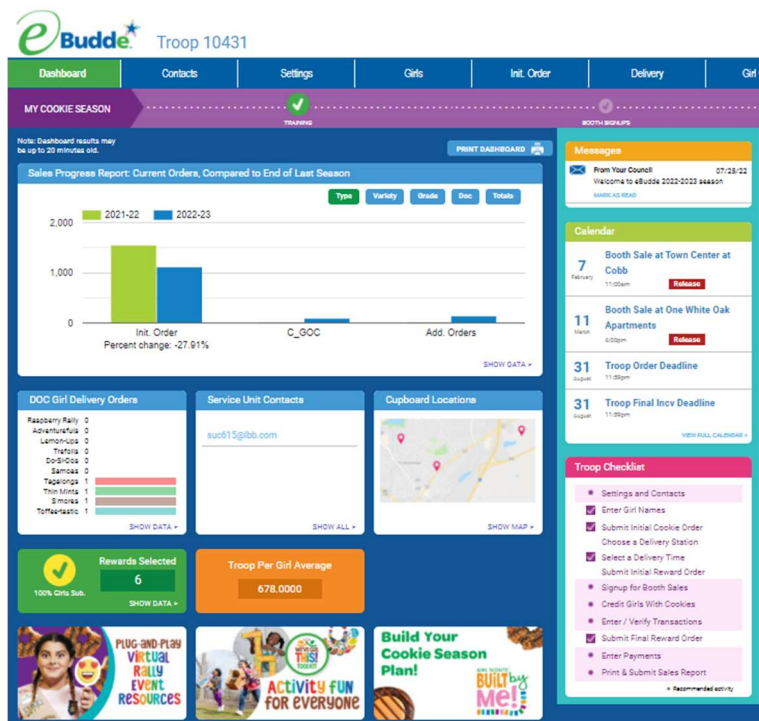 eBudde
Troop 10431
Dashboard
Contacts
Settings
Girls
Init. Order
Delivery
Girl
MY COOKIE SEASON
TRAINING
BOOTH SIGNUPS
Note: Dashboard results may
be up to 20 minutes old.
PRINT DASHBOARD
Sales Progress Report: Current Orders, Compared to End of Last Season
Type
Variety
Grade
Doc
Totals
2021-22
2022-23
2,000
1,000
0
Init. Order
C_GOC
Add. Orders
Percent change: -27.91%
SHOW DATA »
DOC Girl Delivery Orders
Raspberry Rally 0
Adventurefuls 0
Lemon-Ups 0
Trefoils 0
Do-Si-Dos 0
Samoas 0
Tagalongs 1
Thin Mints 1
S'mores 1
Toffee-tastic 1
SHOW DATA »
Service Unit Contacts
suc615@lbb.com
SHOW ALL »
Cupboard Locations
SHOW MAP »
100% Girls Sub.
Rewards Selected
6
SHOW DATA »
Troop Per Girl Average
678.0000
PLUG-AND-PLAY
VIRTUAL
RALLY
EVENT
RESOURCES
WE'VE GOT
THIS!
TOOLKIT
ACTIVITY FUN
FOR EVERYONE
Build Your
Cookie Season
Plan!
BUILT by
Me!
Messages
From Your Council
07/25/22
Welcome to eBudde 2022-2023 season
MARK AS READ
Calendar
7
February
Booth Sale at Town Center at
Cobb
11:00am
Release
11
March
Booth Sale at One White Oak
Apartments
4:00pm
Release
31
August
Troop Order Deadline
11:59pm
31
August
Troop Final Incv Deadline
11:59pm
VIEW FULL CALENDAR »
Troop Checklist
Settings and Contacts
Enter Girl Names
Submit Initial Cookie Order
Choose a Delivery Station
Select a Delivery Time
Submit Initial Reward Order
Signup for Booth Sales
Credit Girls With Cookies
Enter / Verify Transactions
Submit Final Reward Order
Enter Payments
Print & Submit Sales Report
* Recommended activity